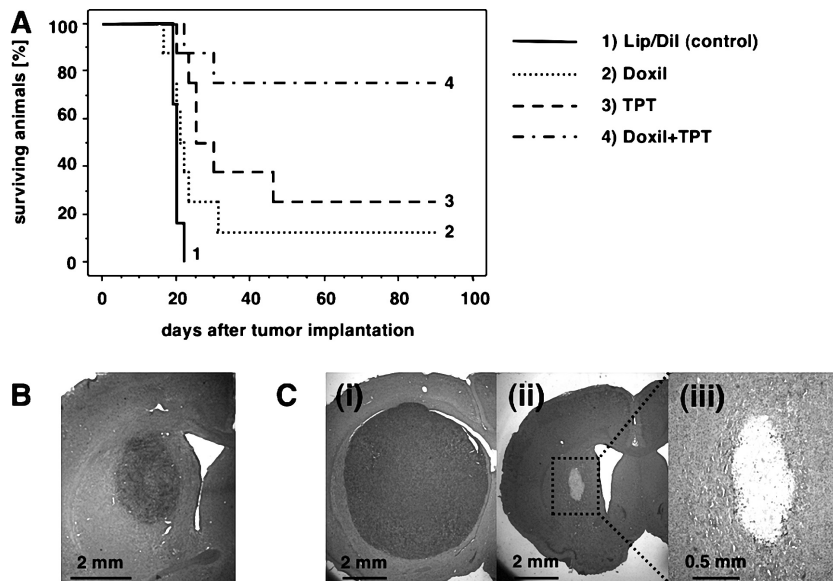 A
surviving animals [%]
100
80
60
40
20
0
0
20
40
60
80
100
days after tumor implantation
1
2
3
4
1) Lip/DiI (control)
2) Doxil
3) TPT
4) Doxil+TPT
B
2 mm
C
(i)
2 mm
(ii)
2 mm
(iii)
0.5 mm